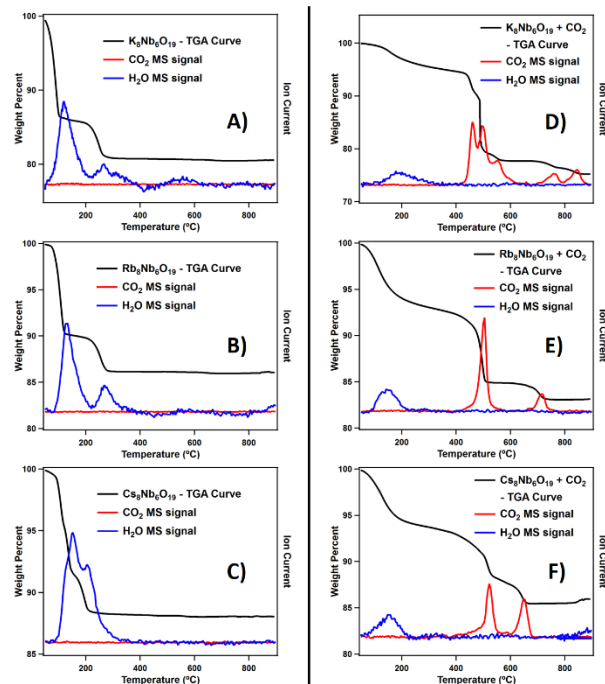 100
90
80
Weight Percent
K₈Nb₆O₁₉ - TGA Curve
CO₂ MS signal
H₂O MS signal
A)
Ion Current
200 400 600 800
Temperature (ºC)
100
95
90
85
80
Weight Percent
Rb₈Nb₆O₁₉ - TGA Curve
CO₂ MS signal
H₂O MS signal
B)
Ion Current
200 400 600 800
Temperature (ºC)
100
95
90
85
Weight Percent
Cs₈Nb₆O₁₉ - TGA Curve
CO₂ MS signal
H₂O MS signal
C)
Ion Current
200 400 600 800
Temperature (ºC)
100
90
80
70
Weight Percent
K₈Nb₆O₁₉ + CO₂
- TGA Curve
CO₂ MS signal
H₂O MS signal
D)
Ion Current
200 400 600 800
Temperature (ºC)
100
95
90
85
80
Weight Percent
Rb₈Nb₆O₁₉ + CO₂
- TGA Curve
CO₂ MS signal
H₂O MS signal
E)
Ion Current
200 400 600 800
Temperature (ºC)
100
95
90
85
80
Weight Percent
Cs₈Nb₆O₁₉ + CO₂
- TGA Curve
CO₂ MS signal
H₂O MS signal
F)
Ion Current
200 400 600 800
Temperature (ºC)